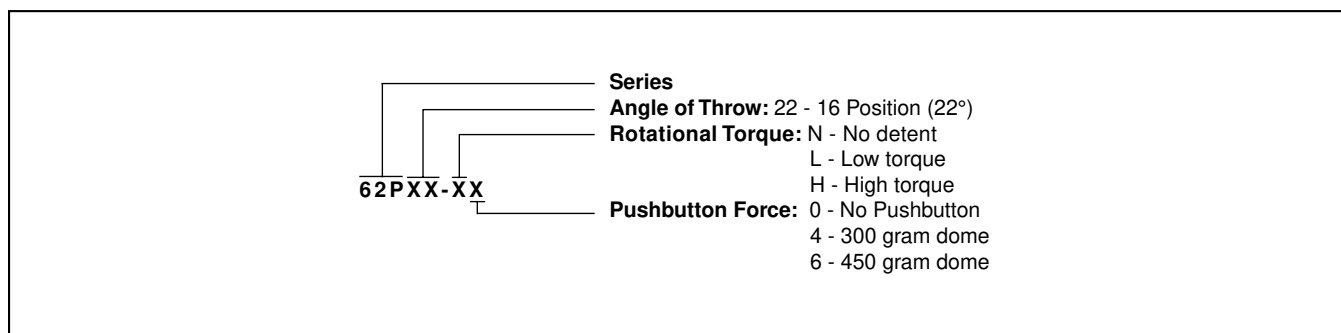 Series
Angle of Throw: 22 - 16 Position (22°)
Rotational Torque: N - No detent
L - Low torque
H - High torque
62PXX-XX
Pushbutton Force: 0 - No Pushbutton
4 - 300 gram dome
6 - 450 gram dome